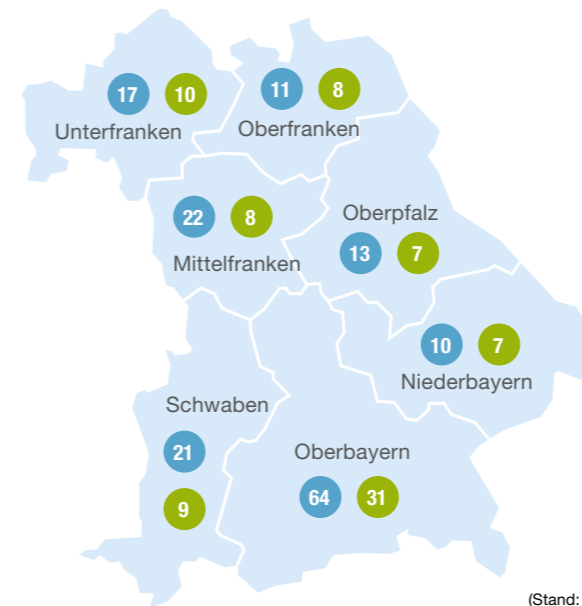 17 10
Unterfranken
11 8
Oberfranken
22 8
Mittelfranken
Oberpfalz
13 7
10 7
Niederbayern
Schwaben
21
9
Oberbayern
64 31
(Stand: